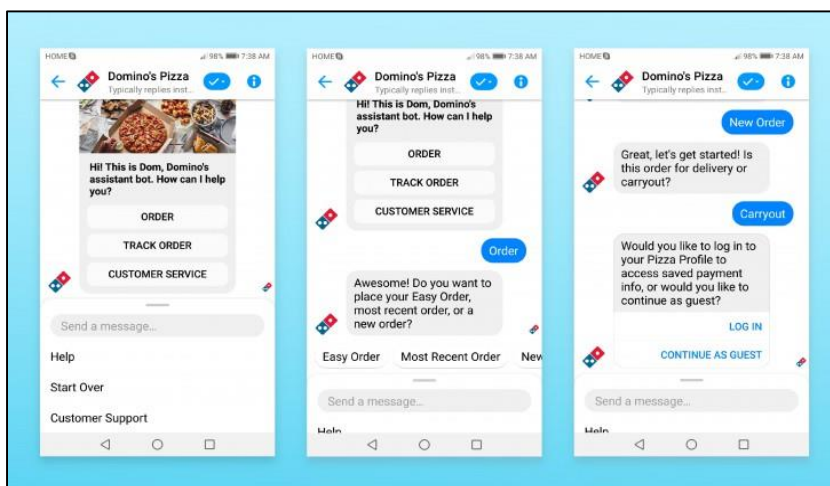 HOME
98% 7:38 AM
Domino's Pizza
Typically replies inst...
Hi! This is Dom, Domino's
assistant bot. How can I help
you?
ORDER
TRACK ORDER
CUSTOMER SERVICE
Send a message...
Help
Start Over
Customer Support
HOME
98% 7:38 AM
Domino's Pizza
Typically replies inst...
Hi! This is Dom, Domino's
assistant bot. How can I help
you?
ORDER
TRACK ORDER
CUSTOMER SERVICE
Order
Awesome! Do you want to
place your Easy Order,
most recent order, or a
new order?
Easy Order
Most Recent Order
New
Send a message...
Help
HOME
98% 7:38 AM
Domino's Pizza
Typically replies inst...
New Order
Great, let's get started! Is
this order for delivery or
carryout?
Carryout
Would you like to log in to
your Pizza Profile to
access saved payment
info, or would you like to
continue as guest?
LOG IN
CONTINUE AS GUEST
Send a message...
Help